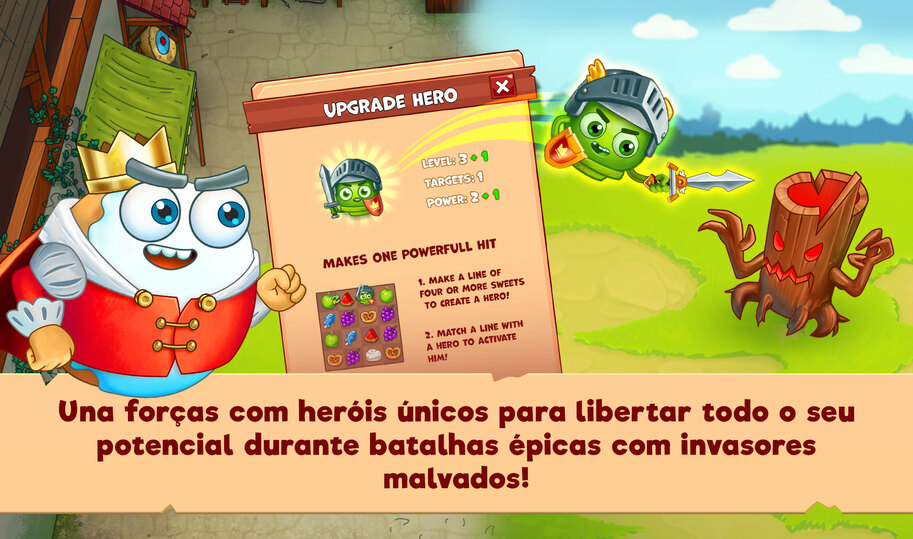 UPGRADE HERO
X
LEVEL: 3 + 1
TARGETS: 1
POWER: 2 + 1
MAKES ONE POWERFULL HIT
1. MAKE A LINE OF
FOUR OR MORE SWEETS
TO CREATE A HERO!
2. MATCH A LINE WITH
A HERO TO ACTIVATE
HIM!
Una forças com heróis únicos para libertar todo o seu
potencial durante batalhas épicas com invasores
malvados!